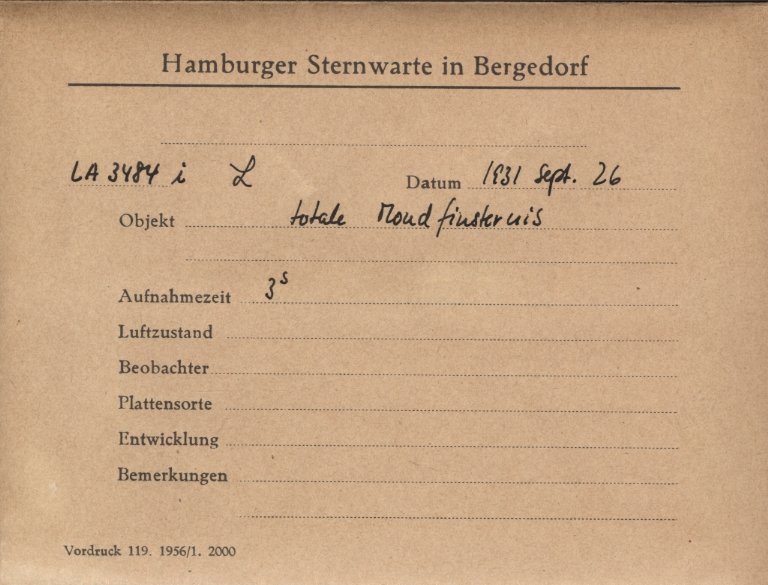 Hamburger Sternwarte in Bergedorf
LA 3484 i L Datum 1931 Sept. 26
Objekt totale Mondfinsternis
Aufnahmezeit 3s
Luftzustand
Beobachter
Plattensorte
Entwicklung
Bemerkungen
Vordruck 119. 1956/1. 2000